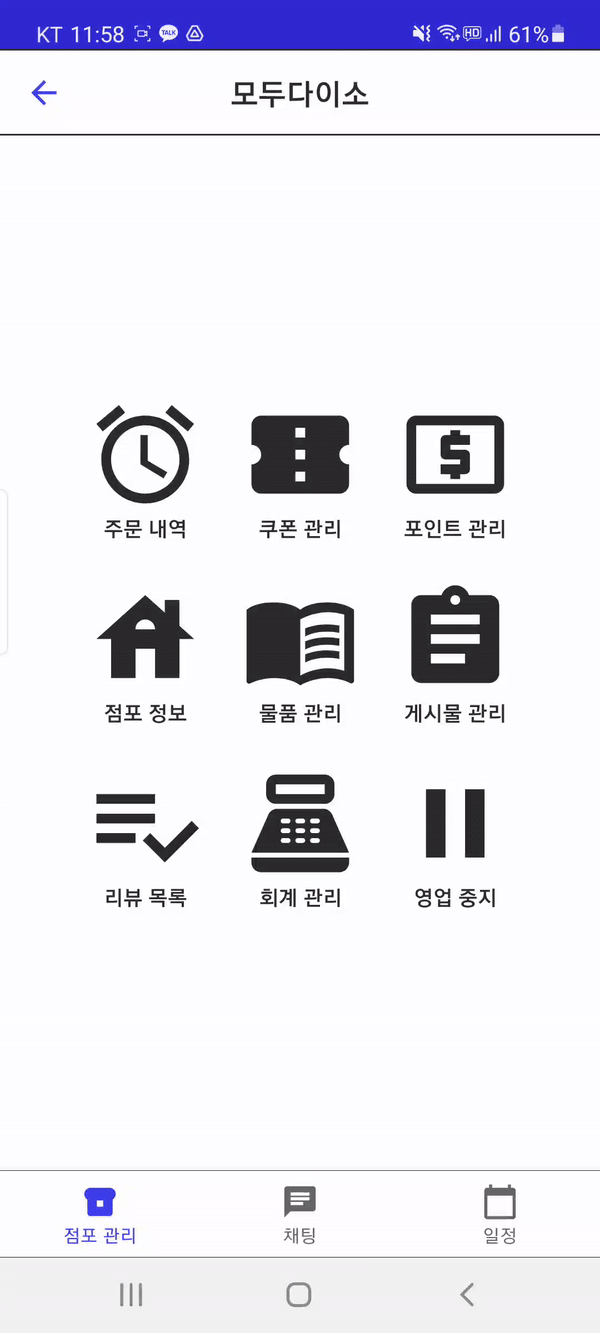 KT 11:58 TALK HD 61%
모두다이소
주문 내역 쿠폰 관리 포인트 관리
점포 정보 물품 관리 게시물 관리
리뷰 목록 회계 관리 영업 중지
점포 관리 채팅 일정